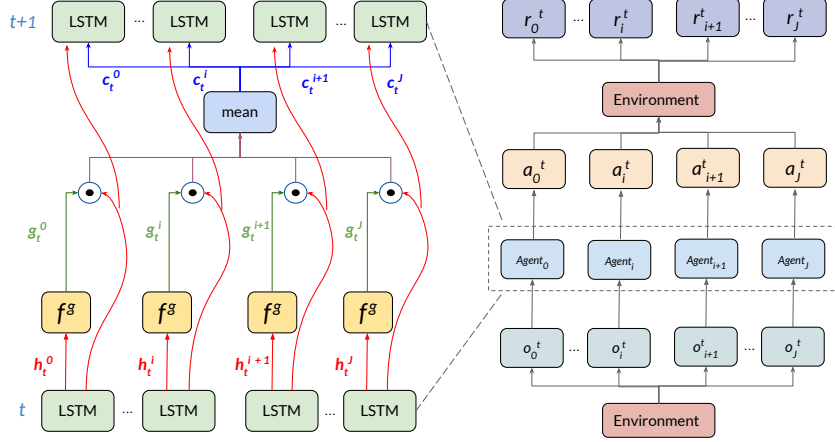 t+1 LSTM ... LSTM LSTM ... LSTM
c_t^0 c_t^i c_t^{i+1} c_t^J
mean
g_t^0 g_t^i g_t^{i+1} g_t^J
f^g f^g f^g f^g
h_t^0 h_t^i h_t^{i+1} h_t^J
t LSTM ... LSTM ... LSTM LSTM
r_0^t ... r_i^t r_{i+1}^t ... r_J^t
Environment
a_0^t a_i^t a_{i+1}^t a_J^t
Agent_0 Agent_i Agent_{i+1} Agent_J
o_0^t ... o_i^t o_{i+1}^t ... o_J^t
Environment